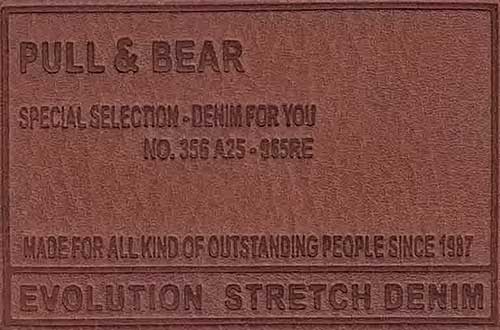 PULL & BEAR
SPECIAL SELECTION - DENIM FOR YOU
NO. 356 A25 - 965RE
MADE FOR ALL KIND OF OUTSTANDING PEOPLE SINCE 1987
EVOLUTION STRETCH DENIM